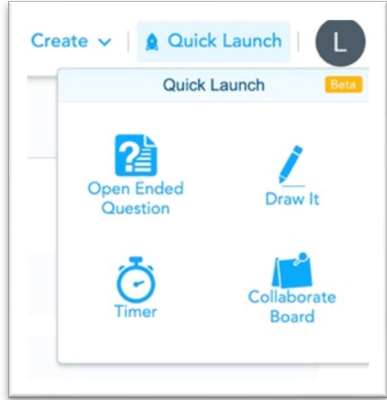 Create
Quick Launch
L
Quick Launch
Beta
Open Ended
Question
Draw It
Timer
Collaborate
Board